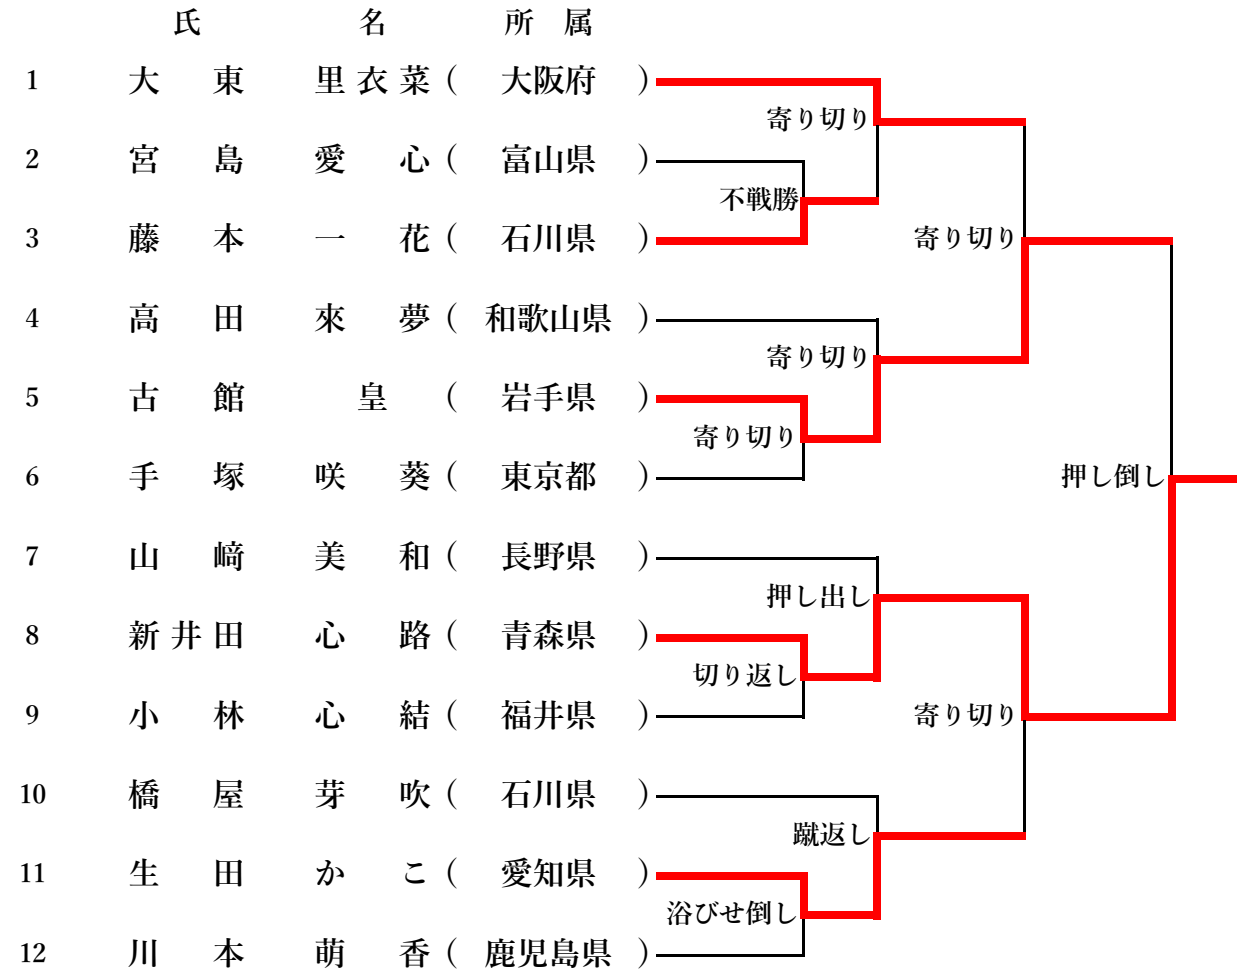 氏 名 所 属
1 大東 里衣菜 ( 大阪府 )
寄り切り
2 宮島 愛心 ( 富山県 )
不戦勝
3 藤本 一花 ( 石川県 )
寄り切り
4 高田 來夢 ( 和歌山県 )
寄り切り
5 古館 皇 ( 岩手県 )
寄り切り
6 手塚 咲葵 ( 東京都 )
押し倒し
7 山﨑 美和 ( 長野県 )
押し出し
8 新井田 心路 ( 青森県 )
切り返し
9 小林 心結 ( 福井県 )
寄り切り
10 橋屋 芽吹 ( 石川県 )
蹴返し
11 生田 かこ ( 愛知県 )
浴びせ倒し
12 川本 萌香 ( 鹿児島県 )